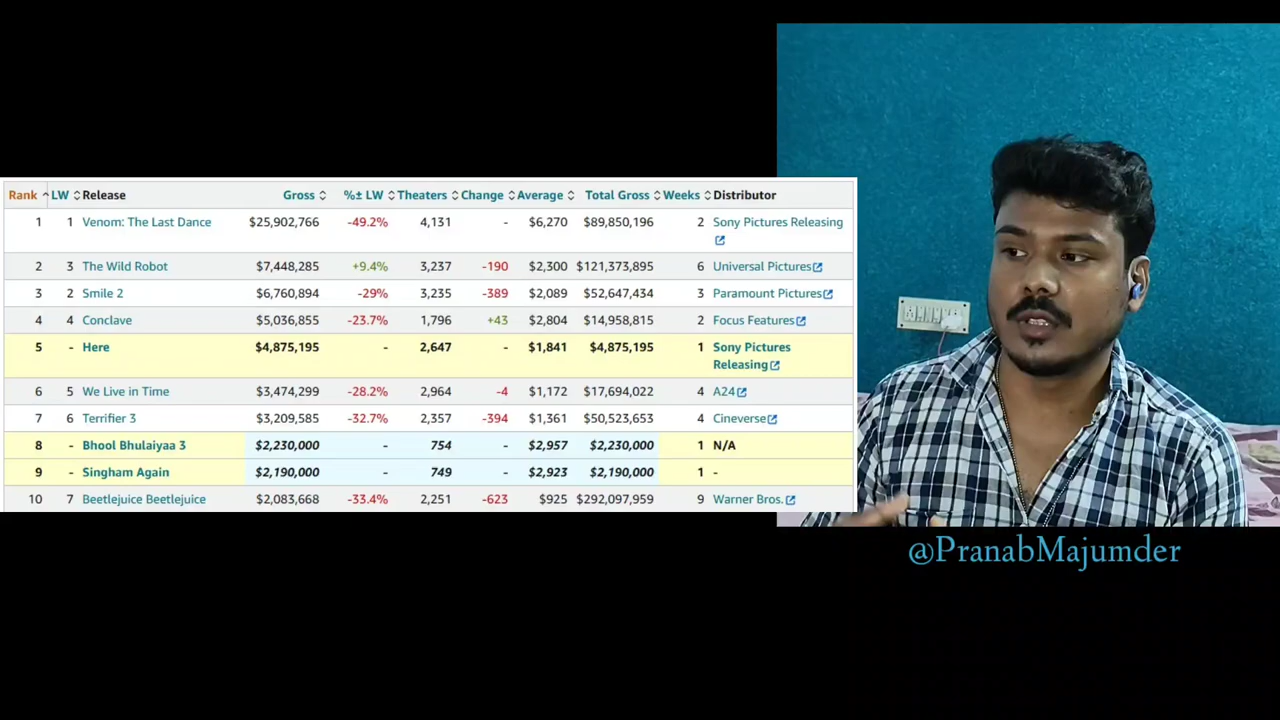 Rank LW Release Gross %± LW Theaters Change Average Total Gross Weeks Distributor
1 1 Venom: The Last Dance $25,902,766 -49.2% 4,131 - $6,270 $89,850,196 2 Sony Pictures Releasing
2 3 The Wild Robot $7,448,285 +9.4% 3,237 -190 $2,300 $121,373,895 6 Universal Pictures
3 2 Smile 2 $6,760,894 -29% 3,235 -389 $2,089 $52,647,434 3 Paramount Pictures
4 4 Conclave $5,036,855 -23.7% 1,796 +43 $2,804 $14,958,815 2 Focus Features
5 - Here $4,875,195 - 2,647 - $1,841 $4,875,195 1 Sony Pictures
Releasing
6 5 We Live in Time $3,474,299 -28.2% 2,964 -4 $1,172 $17,694,022 4 A24
7 6 Terrifier 3 $3,209,585 -32.7% 2,357 -394 $1,361 $50,523,653 4 Cineverse
8 - Bhool Bhulaiyaa 3 $2,230,000 - 754 - $2,957 $2,230,000 1 N/A
9 - Singham Again $2,190,000 - 749 - $2,923 $2,190,000 1 -
10 7 Beetlejuice Beetlejuice $2,083,668 -33.4% 2,251 -623 $925 $292,097,959 9 Warner Bros.
@PranabMajumder